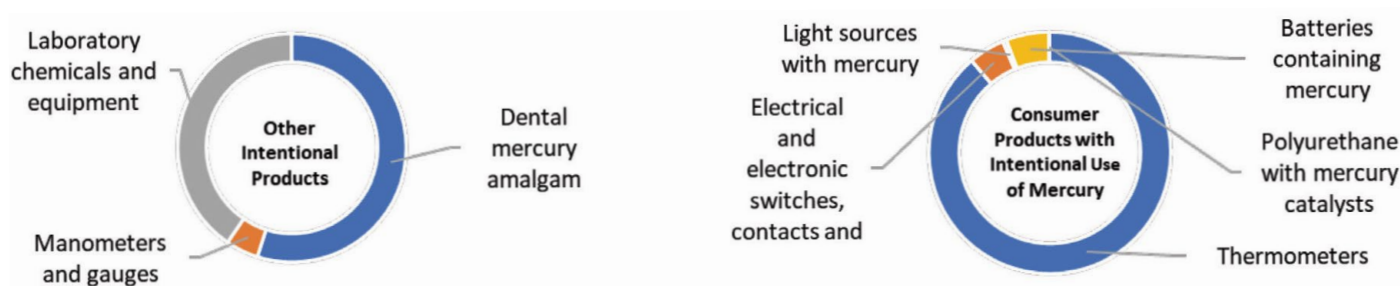 Laboratory
chemicals and
equipment
Other
Intentional
Products
Dental
mercury
amalgam
Manometers
and gauges
Light sources
with mercury
Electrical
and
electronic
switches,
contacts and
Consumer
Products with
Intentional Use
of Mercury
Batteries
containing
mercury
Polyurethane
with mercury
catalysts
Thermometers